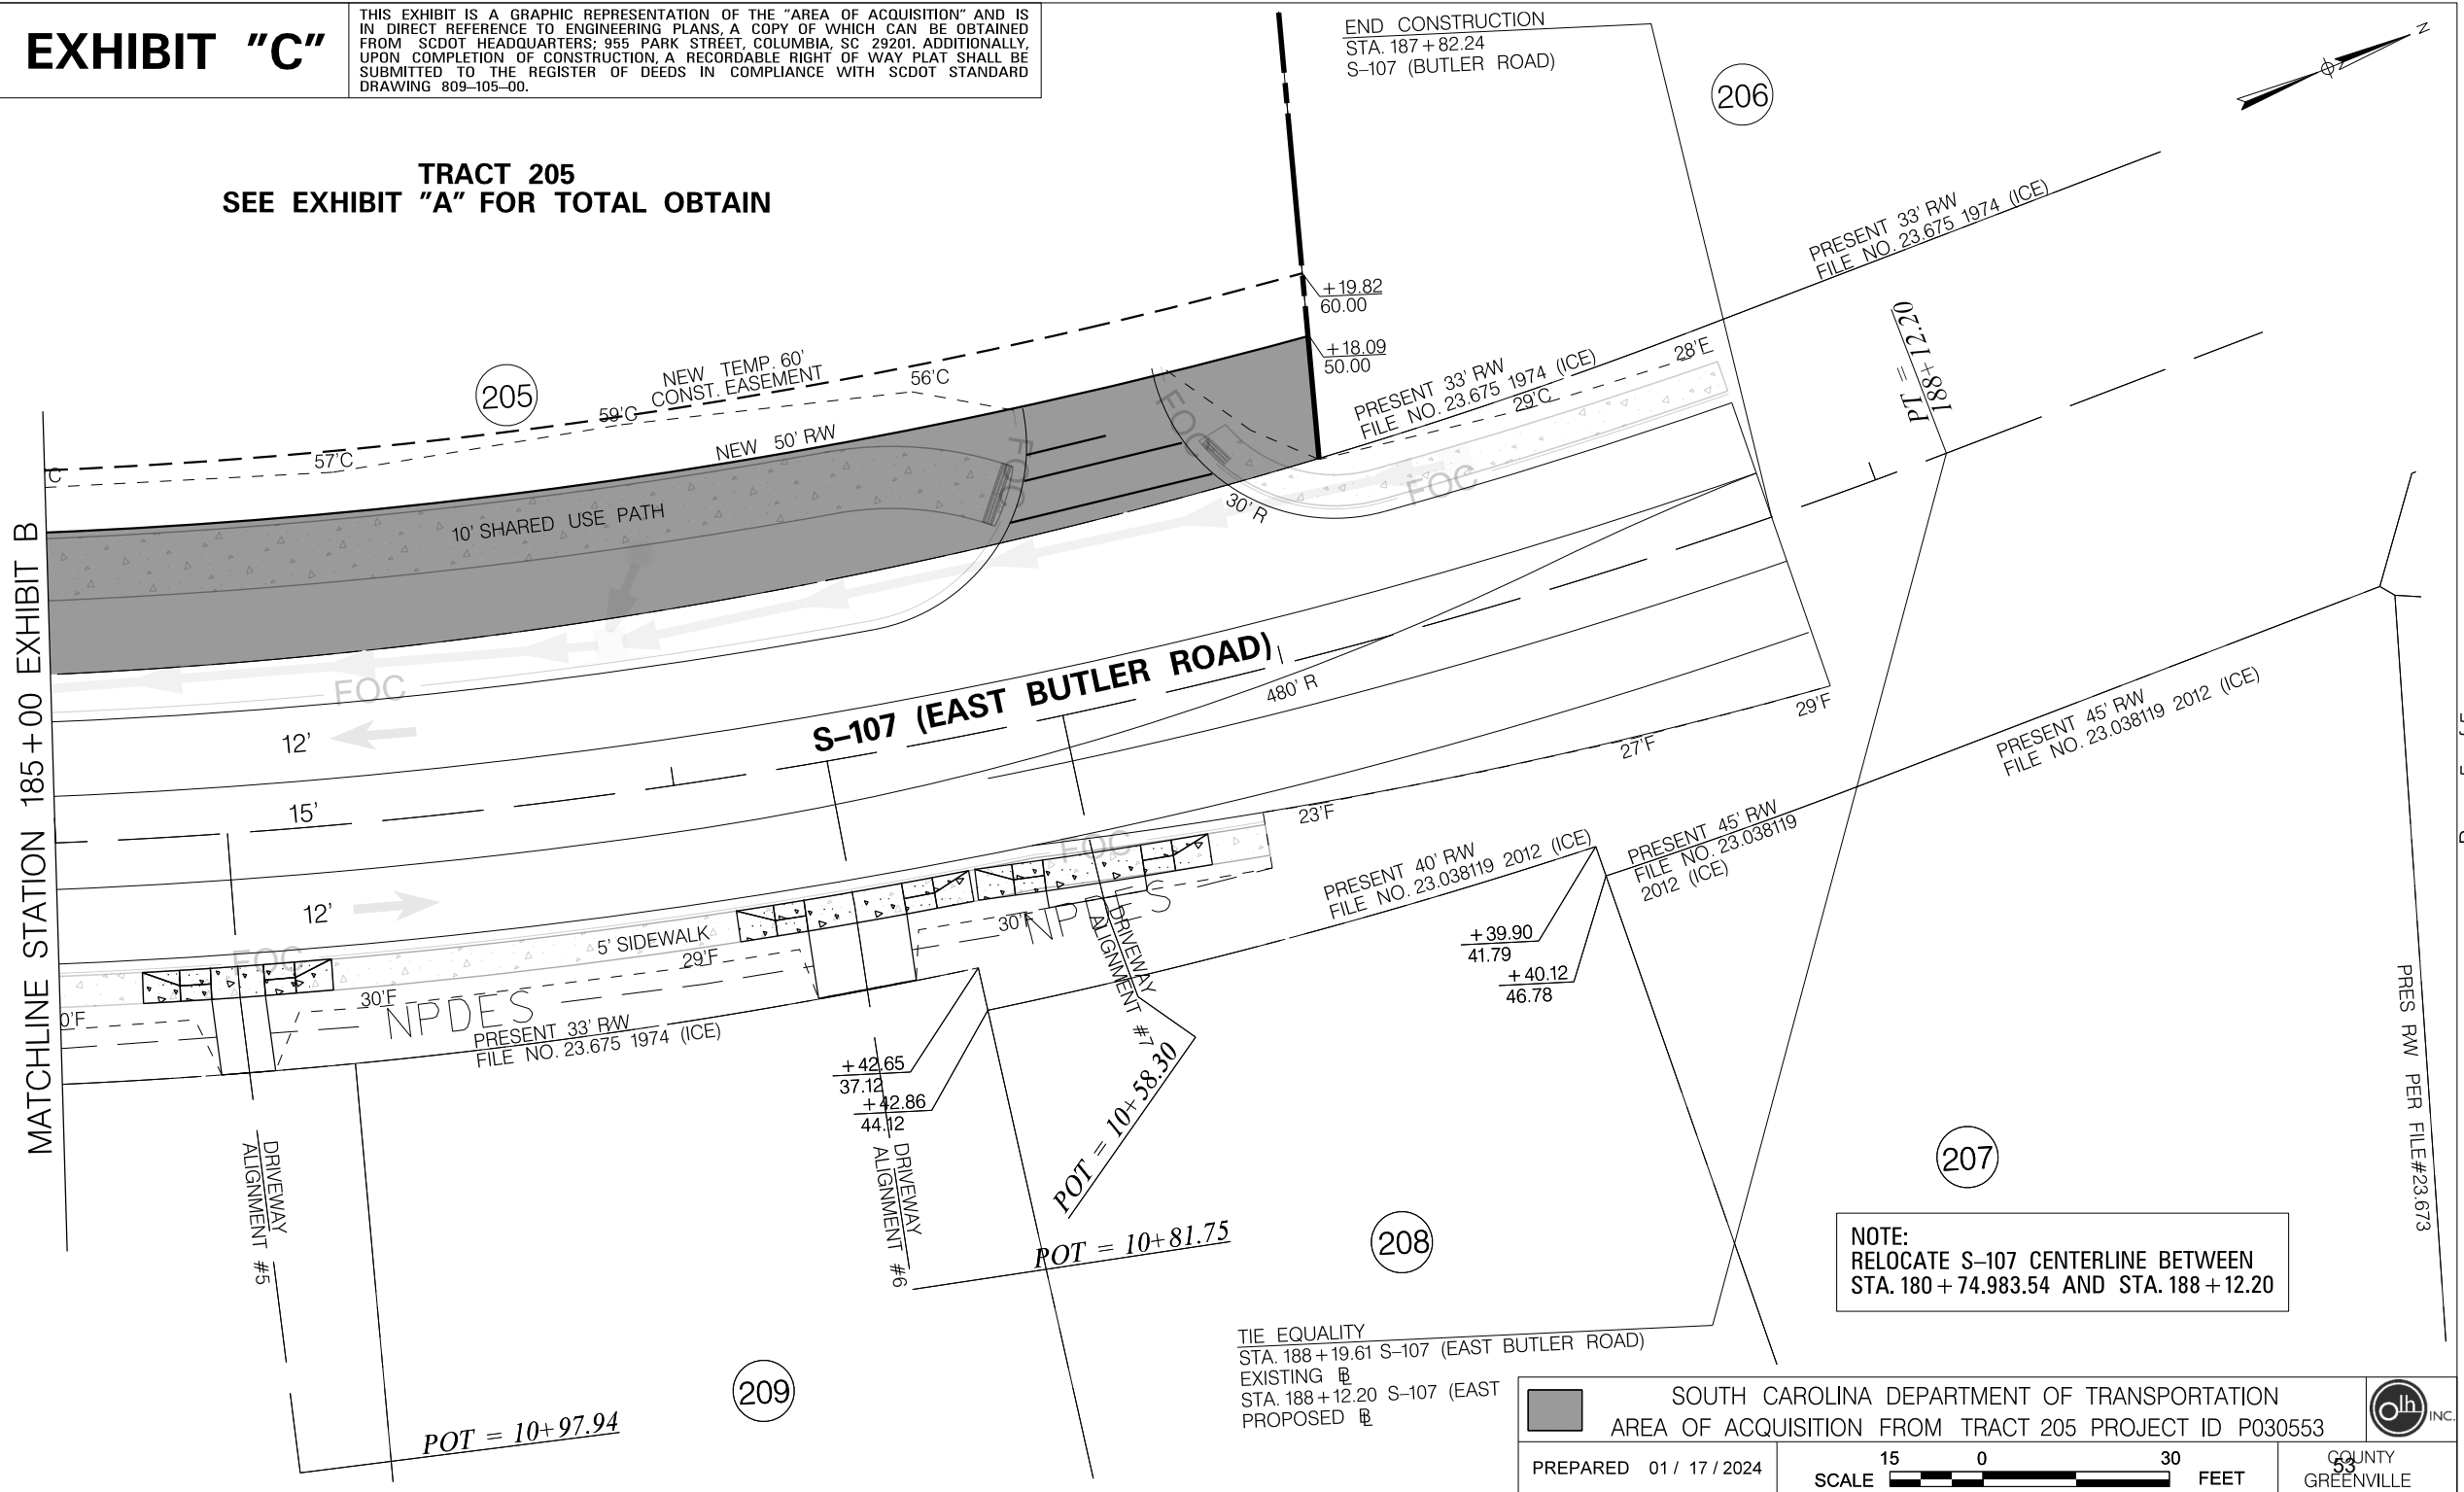 EXHIBIT "C"
THIS EXHIBIT IS A GRAPHIC REPRESENTATION OF THE "AREA OF ACQUISITION" AND IS
IN DIRECT REFERENCE TO ENGINEERING PLANS, A COPY OF WHICH CAN BE OBTAINED
FROM SCDOT HEADQUARTERS; 955 PARK STREET, COLUMBIA, SC 29201. ADDITIONALLY,
UPON COMPLETION OF CONSTRUCTION, A RECORDABLE RIGHT OF WAY PLAT SHALL BE
SUBMITTED TO THE REGISTER OF DEEDS IN COMPLIANCE WITH SCDOT STANDARD
DRAWING 809-105-00.
END CONSTRUCTION
STA. 187+82.24
S-107 (BUTLER ROAD)
206
N
TRACT 205
SEE EXHIBIT "A" FOR TOTAL OBTAIN
PRESENT 33' R/W
FILE NO. 23.675 1974 (ICE)
+19.82
60.00
+18.09
50.00
PT =
188+12.20
205
NEW TEMP. 60'
CONST. EASEMENT
56'C
59'C
57'C
C
NEW 50' R/W
10' SHARED USE PATH
FOC
FOC
PRESENT 33' R/W
FILE NO. 23.675 1974 (ICE)
28'E
29'C
FOC
30' R
MATCHLINE STATION 185+00 EXHIBIT B
FOC
12'
15'
12'
S-107 (EAST BUTLER ROAD)
480' R
29'F
27'F
23'F
PRESENT 45' R/W
FILE NO. 23.038119 2012 (ICE)
FOC
FOC
5' SIDEWALK
29'F
30'F
30'F
0'F
NPDES
NPDES
PRESENT 40' R/W
FILE NO. 23.038119 2012 (ICE)
PRESENT 45' R/W
FILE NO. 23.038119
2012 (ICE)
+39.90
41.79
+40.12
46.78
PRESENT 33' R/W
FILE NO. 23.675 1974 (ICE)
+42.65
37.12
+42.86
44.12
DRIVEWAY
ALIGNMENT #7
POT = 10+58.30
DRIVEWAY
ALIGNMENT #5
DRIVEWAY
ALIGNMENT #6
POT = 10+81.75
POT = 10+97.94
209
208
207
PRES R/W PER FILE#23.673
NOTE:
RELOCATE S-107 CENTERLINE BETWEEN
STA. 180+74.983.54 AND STA. 188+12.20
TIE EQUALITY
STA. 188+19.61 S-107 (EAST BUTLER ROAD)
EXISTING BL
STA. 188+12.20 S-107 (EAST
PROPOSED BL
SOUTH CAROLINA DEPARTMENT OF TRANSPORTATION
AREA OF ACQUISITION FROM TRACT 205 PROJECT ID P030553
olh INC.
PREPARED 01 / 17 / 2024
SCALE 15 0 30 FEET
COUNTY
53
GREENVILLE